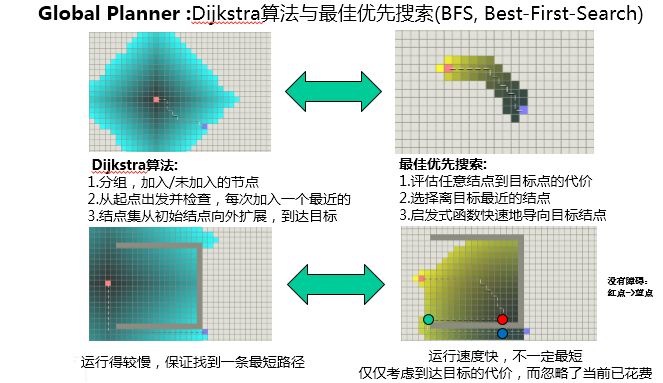 Global Planner :Dijkstra算法与最佳优先搜索(BFS, Best-First-Search)
Dijkstra算法:
1.分组，加入/未加入的节点
2.从起点出发并检查，每次加入一个最近的
3.结点集从初始结点向外扩展，到达目标
最佳优先搜索:
1.评估任意结点到目标点的代价
2.选择离目标最近的结点
3.启发式函数快速地导向目标结点
没有障碍:
红点->蓝点
运行得较慢，保证找到一条最短路径
运行速度快，不一定最短
仅仅考虑到达目标的代价，而忽略了当前已花费